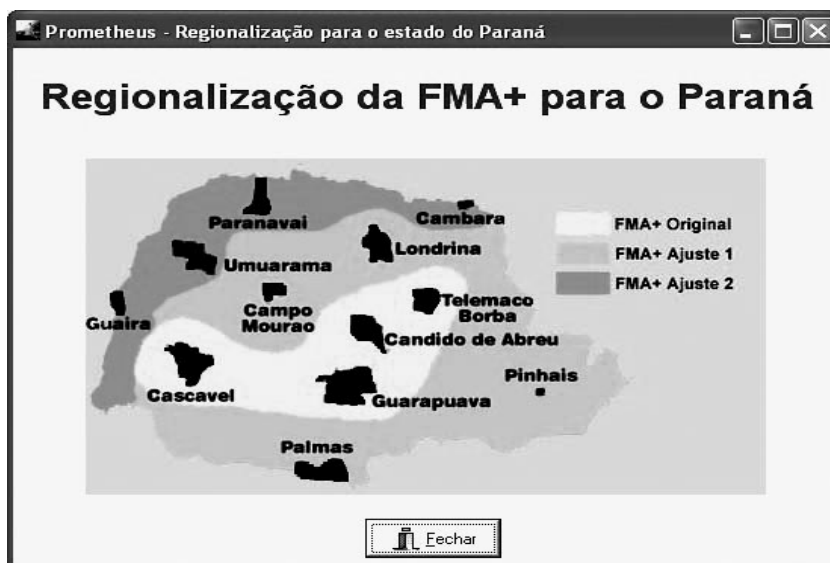 Prometheus - Regionalização para o estado do Paraná
Regionalização da FMA+ para o Paraná
Paranavai
Cambara
FMA+ Original
Londrina
FMA+ Ajuste 1
Umuarama
FMA+ Ajuste 2
Guaira
Campo
Mourao
Telemaco
Borba
Candido de Abreu
Cascavel
Guarapuava
Pinhais
Palmas
Fechar